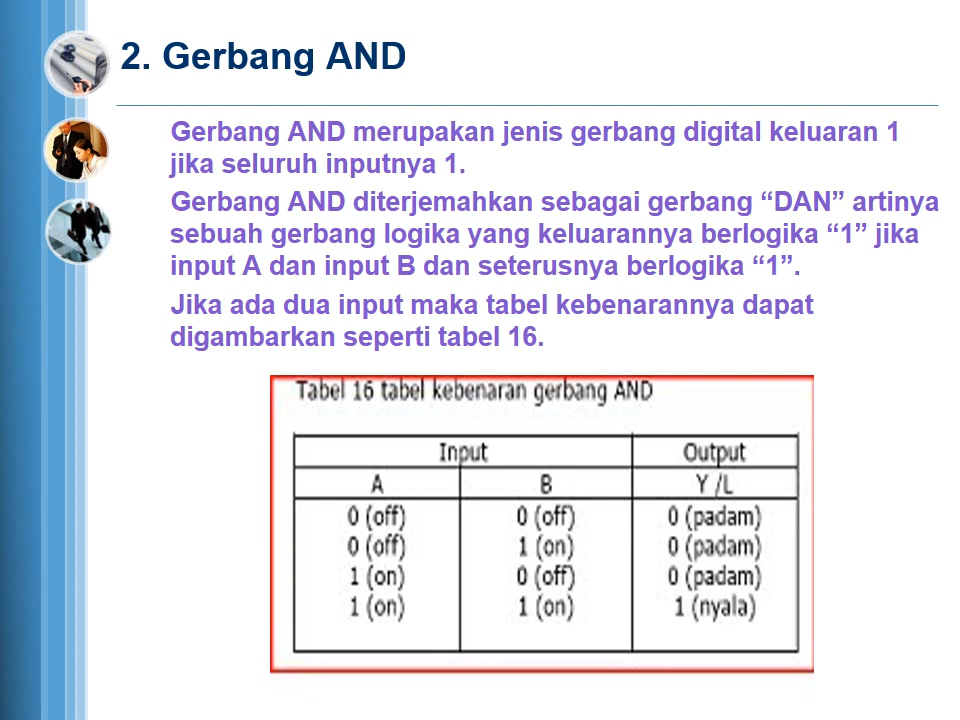 2. Gerbang AND
Gerbang AND merupakan jenis gerbang digital keluaran 1
jika seluruh inputnya 1.
Gerbang AND diterjemahkan sebagai gerbang “DAN” artinya
sebuah gerbang logika yang keluarannya berlogika “1” jika
input A dan input B dan seterusnya berlogika “1”.
Jika ada dua input maka tabel kebenarannya dapat
digambarkan seperti tabel 16.
Tabel 16 tabel kebenaran gerbang AND
Input Output
A B Y /L
0 (off) 0 (off) 0 (padam)
0 (off) 1 (on) 0 (padam)
1 (on) 0 (off) 0 (padam)
1 (on) 1 (on) 1 (nyala)